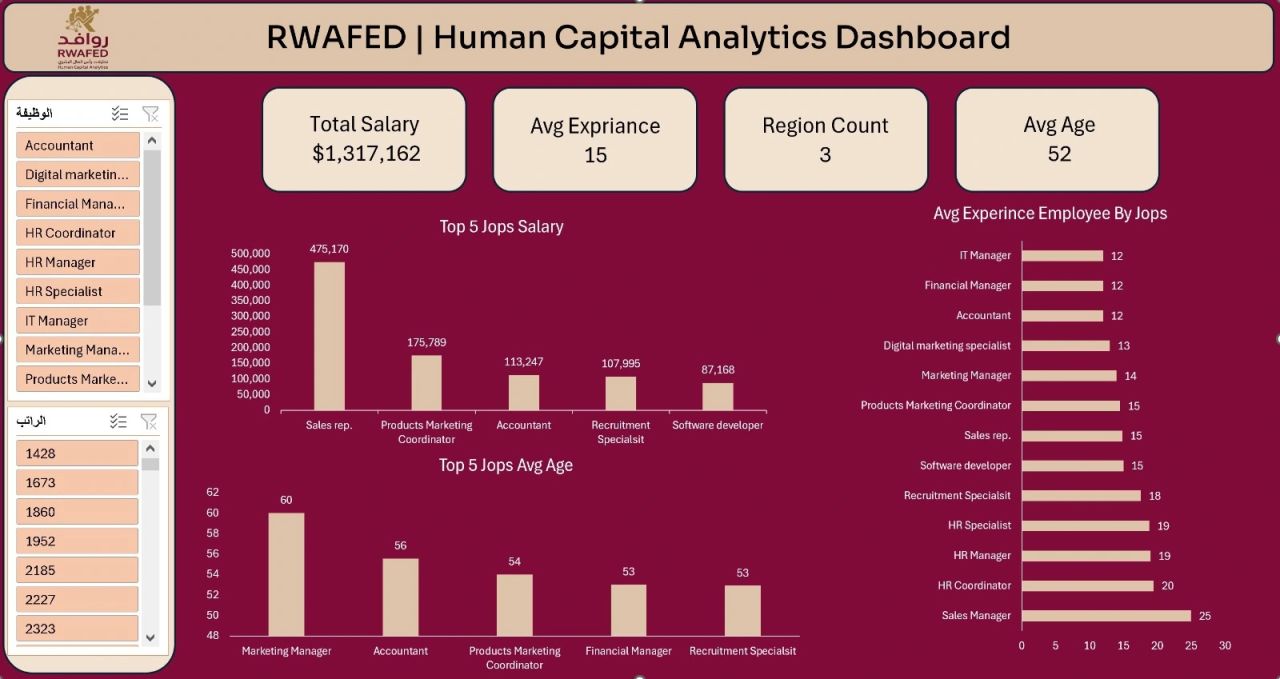 روافد
RWAFED
Human Capital Analytics
RWAFED | Human Capital Analytics Dashboard
الوظيفة
Accountant
Digital marketin...
Financial Mana...
HR Coordinator
HR Manager
HR Specialist
IT Manager
Marketing Mana...
Products Marke...
الراتب
1428
1673
1860
1952
2185
2227
2323
Total Salary
$1,317,162
Avg Expriance
15
Region Count
3
Avg Age
52
Top 5 Jops Salary
500,000
450,000
400,000
350,000
300,000
250,000
200,000
150,000
100,000
50,000
0
475,170
175,789
113,247
107,995
87,168
Sales rep.
Products Marketing
Coordinator
Accountant
Recruitment
Specialsit
Software developer
Top 5 Jops Avg Age
62
60
58
56
54
52
50
48
60
56
54
53
53
Marketing Manager
Accountant
Products Marketing
Coordinator
Financial Manager
Recruitment Specialsit
Avg Experince Employee By Jops
IT Manager 12
Financial Manager 12
Accountant 12
Digital marketing specialist 13
Marketing Manager 14
Products Marketing Coordinator 15
Sales rep. 15
Software developer 15
Recruitment Specialsit 18
HR Specialist 19
HR Manager 19
HR Coordinator 20
Sales Manager 25
0 5 10 15 20 25 30